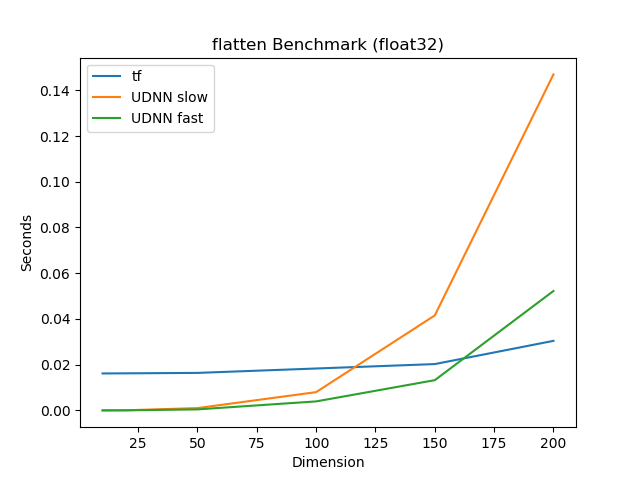 flatten Benchmark (float32)
tf
UDNN slow
UDNN fast
Seconds
0.14
0.12
0.10
0.08
0.06
0.04
0.02
0.00
25 50 75 100 125 150 175 200
Dimension